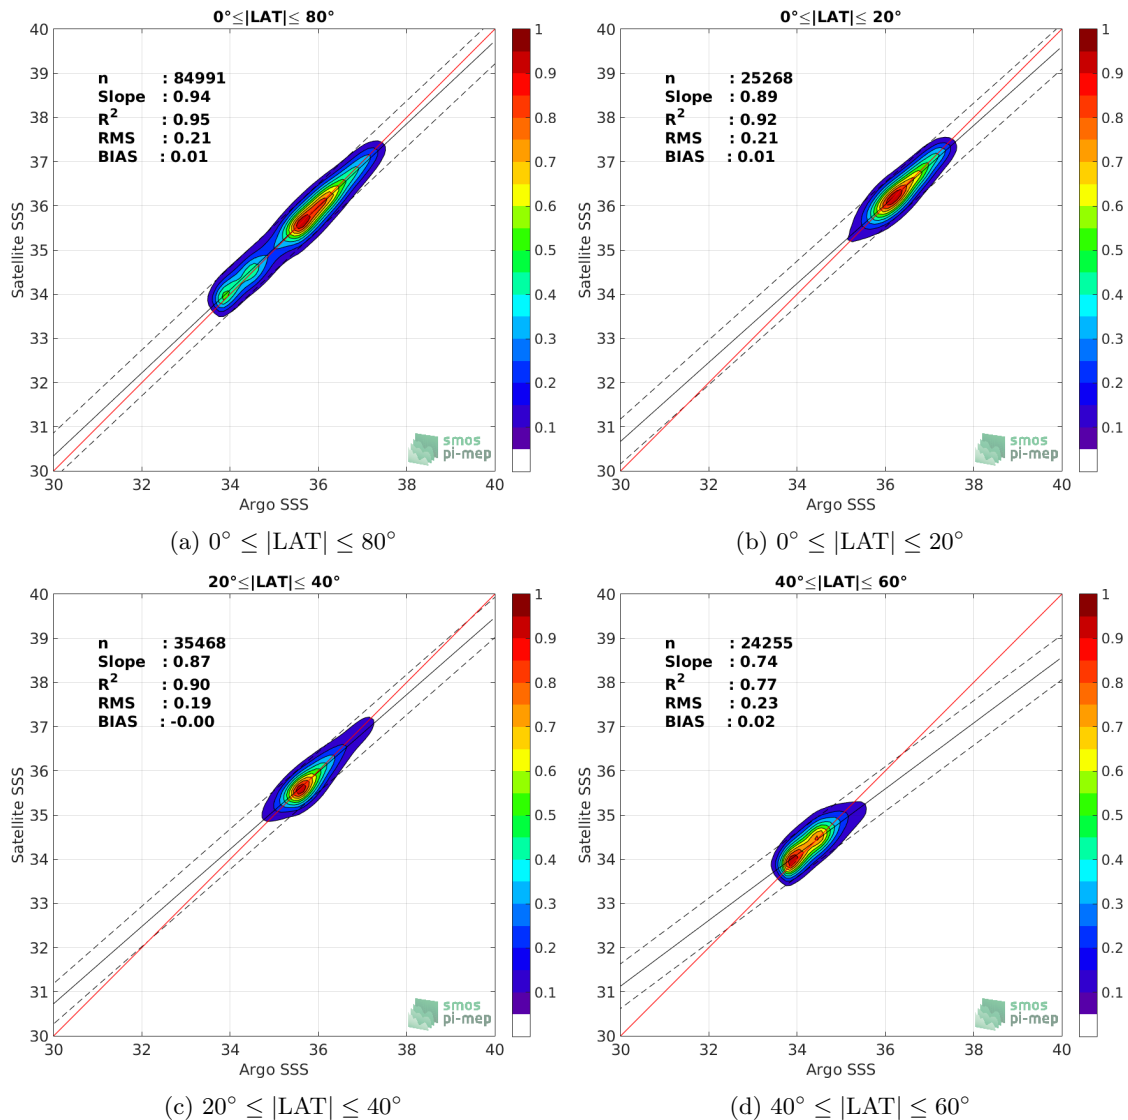 0°≤|LAT|≤ 80°
n : 84991
Slope : 0.94
R2 : 0.95
RMS : 0.21
BIAS : 0.01
Satellite SSS
40
39
38
37
36
35
34
33
32
31
30
30 32 34 36 38 40
Argo SSS
1
0.9
0.8
0.7
0.6
0.5
0.4
0.3
0.2
0.1
smos
pi-mep
(a) 0° ≤ |LAT| ≤ 80°
0°≤|LAT|≤ 20°
n : 25268
Slope : 0.89
R2 : 0.92
RMS : 0.21
BIAS : 0.01
Satellite SSS
40
39
38
37
36
35
34
33
32
31
30
30 32 34 36 38 40
Argo SSS
1
0.9
0.8
0.7
0.6
0.5
0.4
0.3
0.2
0.1
smos
pi-mep
(b) 0° ≤ |LAT| ≤ 20°
20°≤|LAT|≤ 40°
n : 35468
Slope : 0.87
R2 : 0.90
RMS : 0.19
BIAS : -0.00
Satellite SSS
40
39
38
37
36
35
34
33
32
31
30
30 32 34 36 38 40
Argo SSS
1
0.9
0.8
0.7
0.6
0.5
0.4
0.3
0.2
0.1
smos
pi-mep
(c) 20° ≤ |LAT| ≤ 40°
40°≤|LAT|≤ 60°
n : 24255
Slope : 0.74
R2 : 0.77
RMS : 0.23
BIAS : 0.02
Satellite SSS
40
39
38
37
36
35
34
33
32
31
30
30 32 34 36 38 40
Argo SSS
1
0.9
0.8
0.7
0.6
0.5
0.4
0.3
0.2
0.1
smos
pi-mep
(d) 40° ≤ |LAT| ≤ 60°